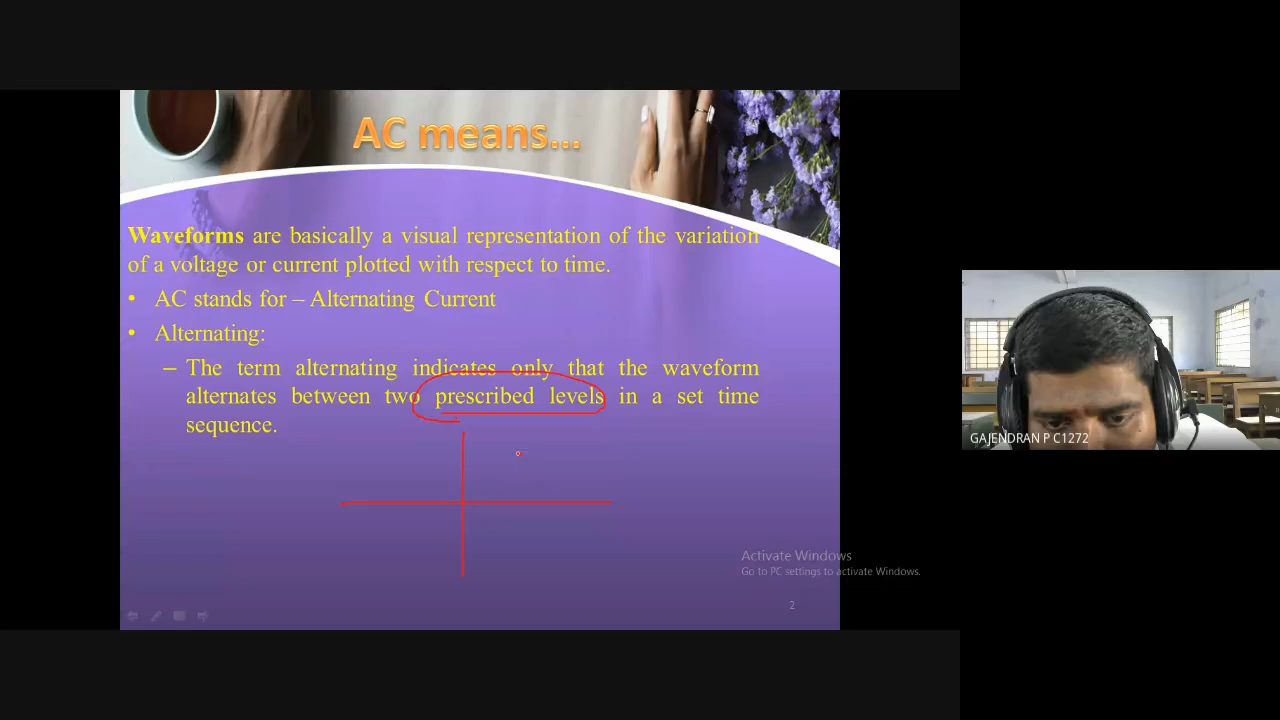 AC means...
Waveforms are basically a visual representation of the variation
of a voltage or current plotted with respect to time.
• AC stands for – Alternating Current
• Alternating:
– The term alternating indicates only that the waveform
alternates between two prescribed levels in a set time
sequence.
GAJENDRAN P C1272
Activate Windows
Go to PC settings to activate Windows.
2